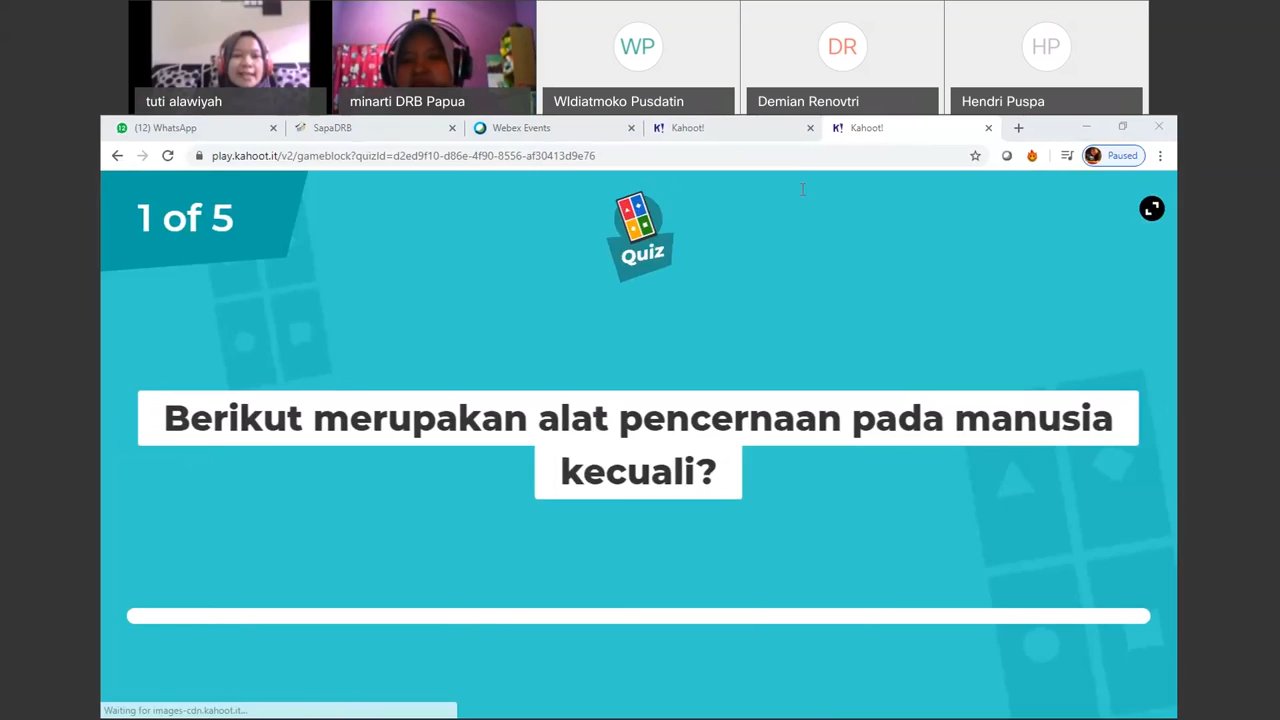 WP
DR
HP
tuti alawiyah
minarti DRB Papua
WIdiatmoko Pusdatin
Demian Renovtri
Hendri Puspa
(12) WhatsApp
SapaDRB
Webex Events
K! Kahoot!
K! Kahoot!
play.kahoot.it/v2/gameblock?quizId=d2ed9f10-d86e-4f90-8556-af30413d9e76
Paused
1 of 5
Quiz
Berikut merupakan alat pencernaan pada manusia
kecuali?
Waiting for images-cdn.kahoot.it...